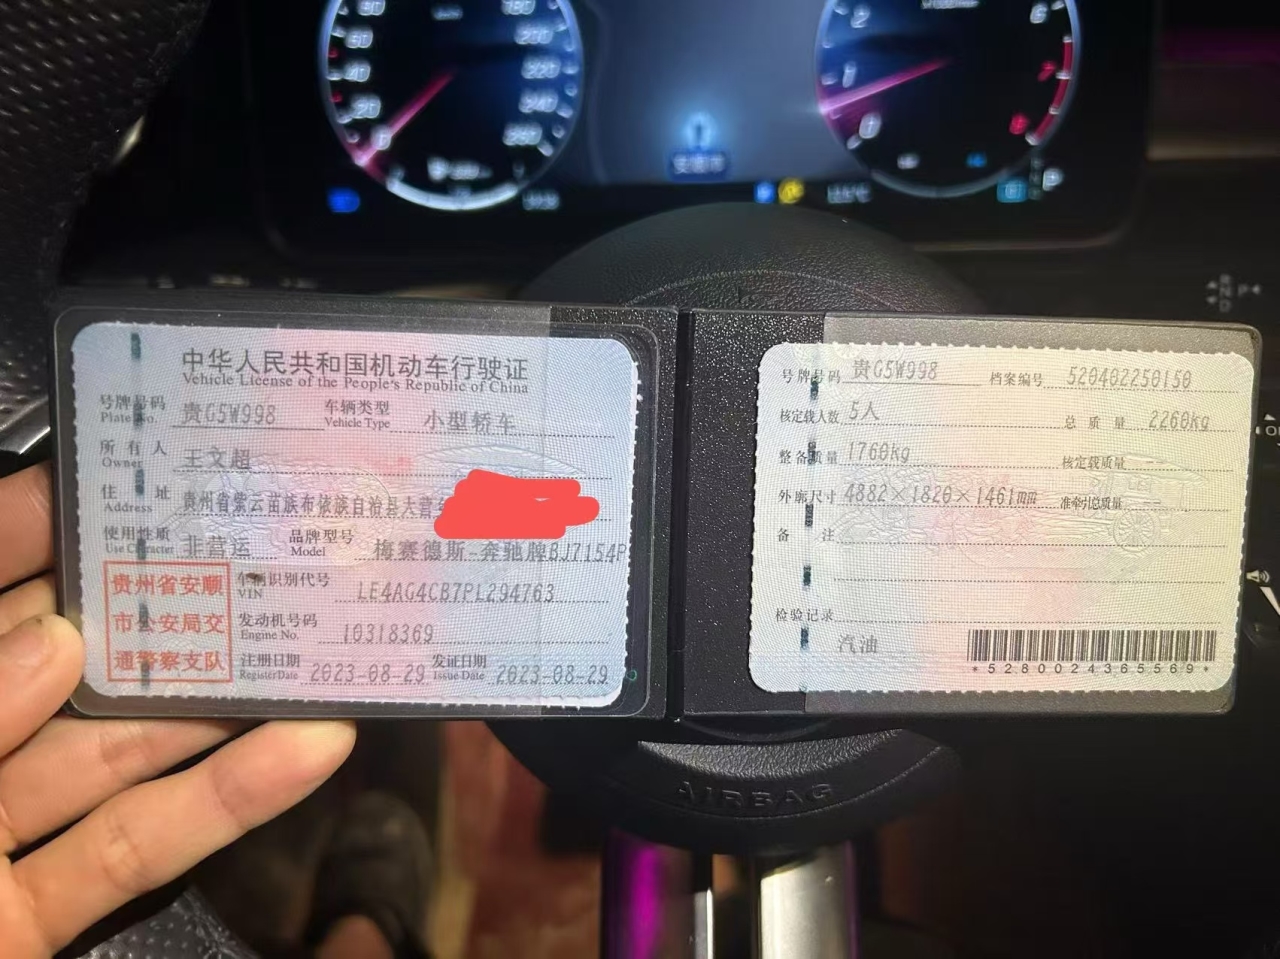 中华人民共和国机动车行驶证
Vehicle License of the People's Republic of China
号牌号码 贵G5W998 车辆类型 小型轿车
Plate No. Vehicle Type
所有人 王文超
Owner
住址 贵州省紫云苗族布依族自治县大营
Address
使用性质 非营运 品牌型号 梅赛德斯-奔驰牌BJ7154P
Use Character Model
贵州省安顺
市公安局交
通警察支队
车辆识别代号 LE4AG4CB7PL294763
VIN
发动机号码 10318369
Engine No.
注册日期 2023-08-29 发证日期 2023-08-29
Register Date Issue Date
号牌号码 贵G5W998 档案编号 520402250150
核定载人数 5人 总质量 2260kg
整备质量 1760kg 核定载质量 --
外廓尺寸 4882×1820×1461mm 准牵引总质量 --
备注
检验记录
汽油
*5280024365569*
AIRBAG